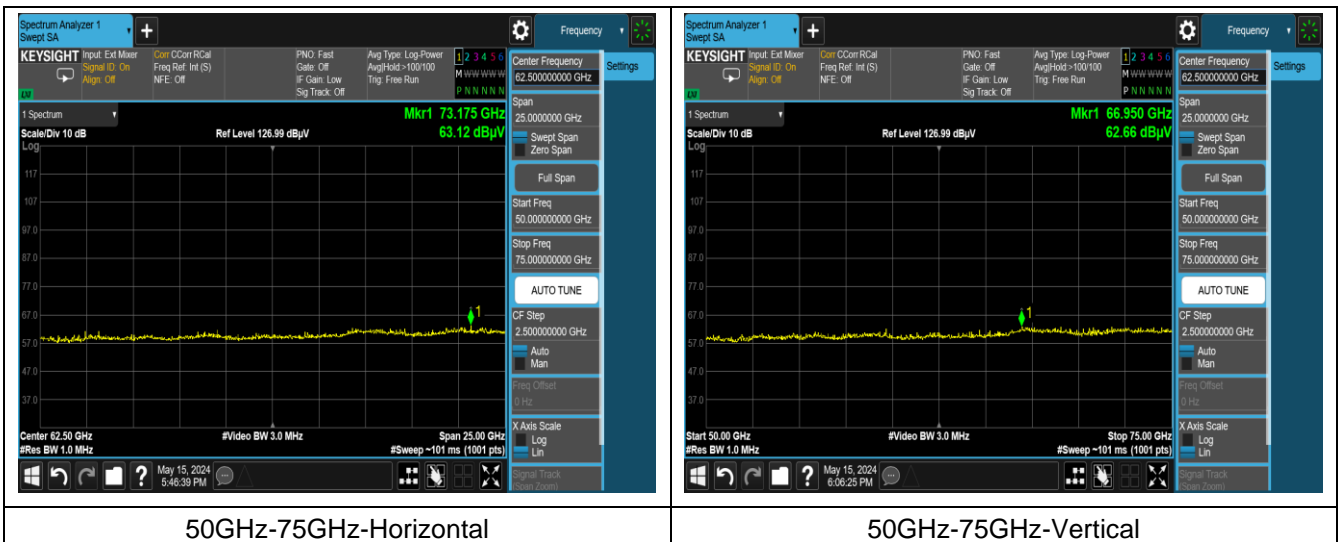 Spectrum Analyzer 1
Swept SA
Frequency
KEYSIGHT Input: Ext Mixer Corr CCorr RCal PNO: Fast Avg Type: Log-Power 1 2 3 4 5 6
Signal ID: On Freq Ref: Int (S) Gate: Off Avg|Hold:>100/100 M W W W W W
Align: Off NFE: Off IF Gain: Low Trig: Free Run
Sig Track: Off P N N N N N
Center Frequency
62.500000000 GHz
Settings
1 Spectrum
Mkr1 73.175 GHz
Scale/Div 10 dB Ref Level 126.99 dBµV 63.12 dBµV
Log
117
107
97.0
87.0
77.0
67.0
57.0
47.0
37.0
1
Center 62.50 GHz #Video BW 3.0 MHz Span 25.00 GHz
#Res BW 1.0 MHz #Sweep ~101 ms (1001 pts)
Span
25.0000000 GHz
Swept Span
Zero Span
Full Span
Start Freq
50.000000000 GHz
Stop Freq
75.000000000 GHz
AUTO TUNE
CF Step
2.500000000 GHz
Auto
Man
Freq Offset
0 Hz
X Axis Scale
Log
Lin
Signal Track
(Span Zoom)
May 15, 2024
5:46:39 PM
50GHz-75GHz-Horizontal
Spectrum Analyzer 1
Swept SA
Frequency
KEYSIGHT Input: Ext Mixer Corr CCorr RCal PNO: Fast Avg Type: Log-Power 1 2 3 4 5 6
Signal ID: On Freq Ref: Int (S) Gate: Off Avg|Hold:>100/100 M W W W W W
Align: Off NFE: Off IF Gain: Low Trig: Free Run
Sig Track: Off P N N N N N
Center Frequency
62.500000000 GHz
Settings
1 Spectrum
Mkr1 66.950 GHz
Scale/Div 10 dB Ref Level 126.99 dBµV 62.66 dBµV
Log
117
107
97.0
87.0
77.0
67.0
57.0
47.0
37.0
1
Start 50.00 GHz #Video BW 3.0 MHz Stop 75.00 GHz
#Res BW 1.0 MHz #Sweep ~101 ms (1001 pts)
Span
25.0000000 GHz
Swept Span
Zero Span
Full Span
Start Freq
50.000000000 GHz
Stop Freq
75.000000000 GHz
AUTO TUNE
CF Step
2.500000000 GHz
Auto
Man
Freq Offset
0 Hz
X Axis Scale
Log
Lin
Signal Track
(Span Zoom)
May 15, 2024
6:06:25 PM
50GHz-75GHz-Vertical